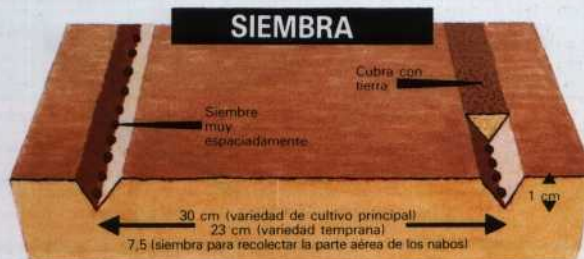 SIEMBRA
Cubra con
tierra
Siembre
muy
espaciadamente
1 cm
30 cm (variedad de cultivo principal)
23 cm (variedad temprana)
7,5 (siembra para recolectar la parte aérea de los nabos)